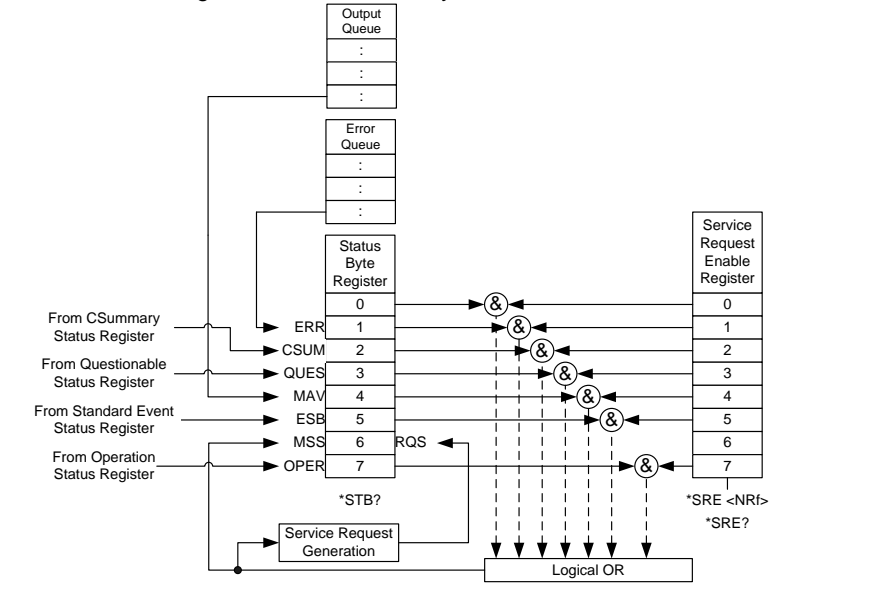 Output
Queue
:
:
:
Error
Queue
:
:
:
Status
Byte
Register
Service
Request
Enable
Register
0 & 0
From CSummary
Status Register
ERR 1 & 1
CSUM 2 & 2
From Questionable
Status Register
QUES 3 & 3
MAV 4 & 4
From Standard Event
Status Register
ESB 5 & 5
MSS 6 RQS 6
From Operation
Status Register
OPER 7 & 7
*STB?
*SRE <NRf>
*SRE?
Service Request
Generation
Logical OR